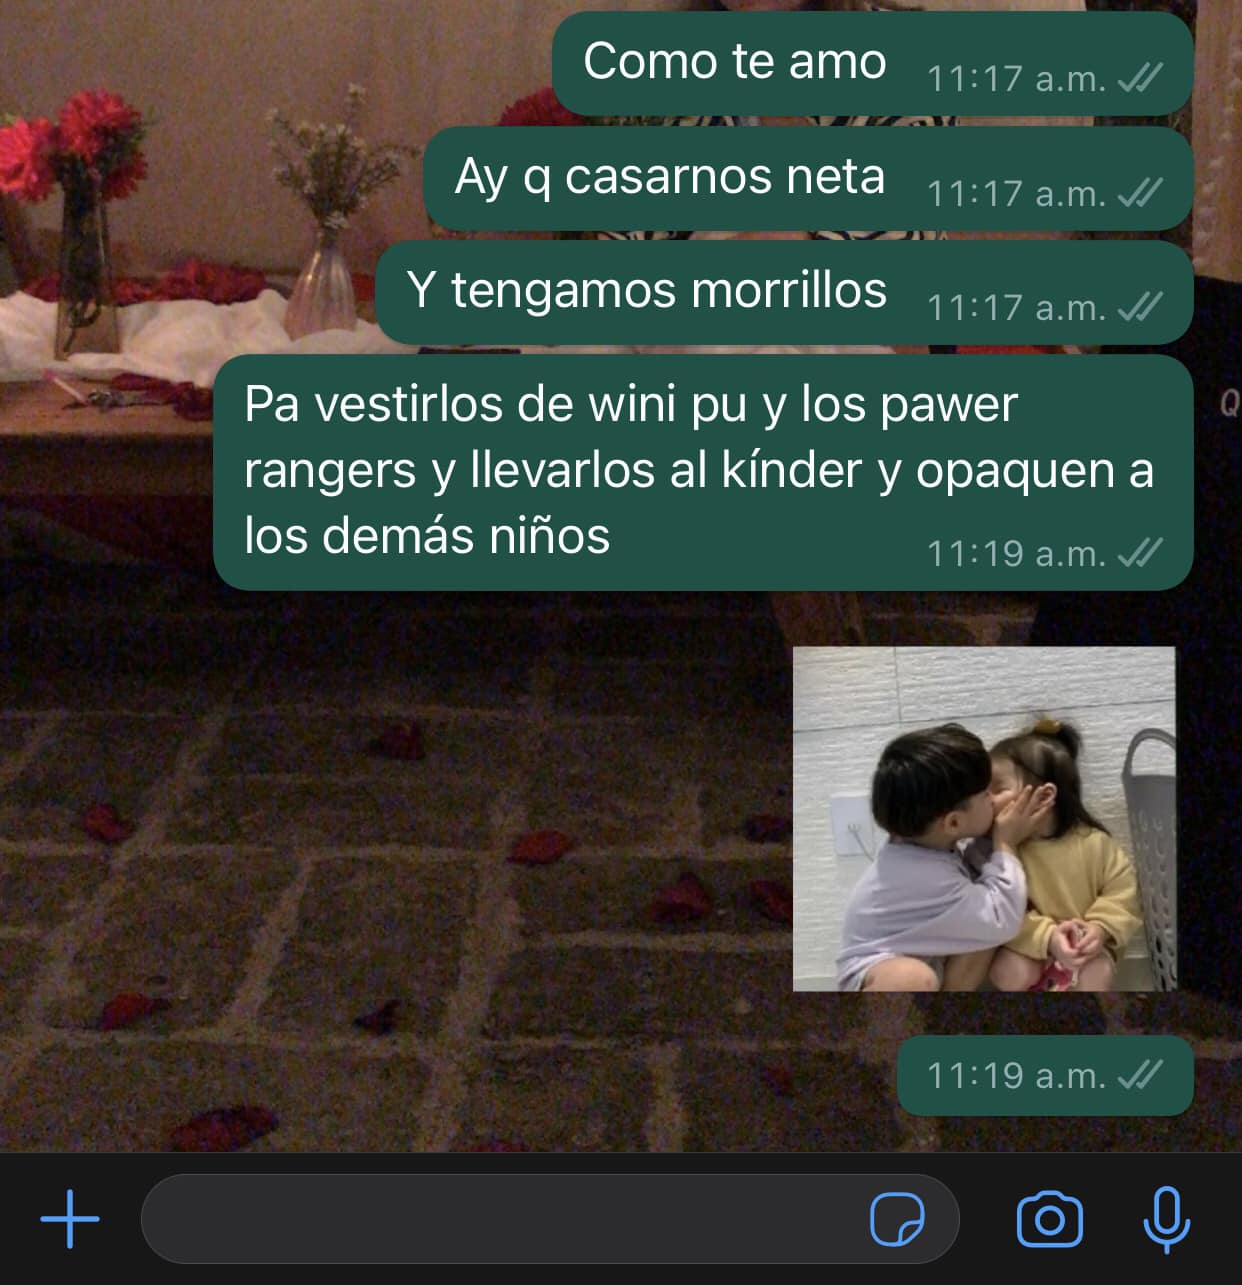 Como te amo 11:17 a.m.
Ay q casarnos neta 11:17 a.m.
Y tengamos morrillos 11:17 a.m.
Pa vestirlos de wini pu y los pawer
rangers y llevarlos al kínder y opaquen a
los demás niños 11:19 a.m.
Q
11:19 a.m.